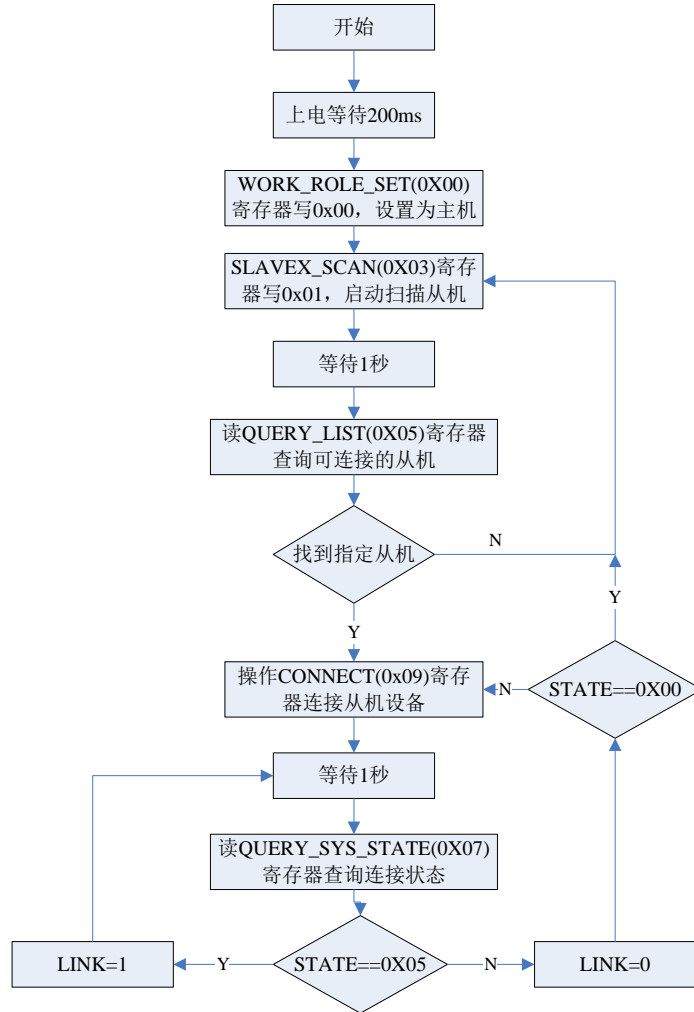 开始
上电等待200ms
WORK_ROLE_SET(0X00)
寄存器写0x00，设置为主机
SLAVEX_SCAN(0X03)寄存
器写0x01，启动扫描从机
等待1秒
读QUERY_LIST(0X05)寄存器
查询可连接的从机
找到指定从机
N
Y
Y
操作CONNECT(0x09)寄存
器连接从机设备
N
STATE==0X00
等待1秒
读QUERY_SYS_STATE(0X07)
寄存器查询连接状态
LINK=1
Y
STATE==0X05
N
LINK=0